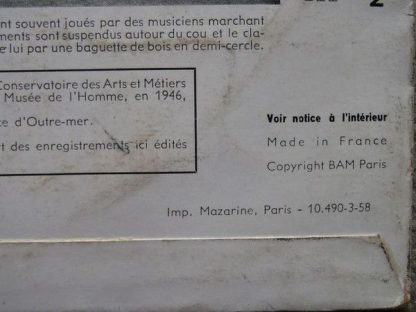 2
nt souvent joués par des musiciens marchant
ments sont suspendus autour du cou et le cla-
lui par une baguette de bois en demi-cercle.
Conservatoire des Arts et Métiers
Musée de l'Homme, en 1946,
e d'Outre-mer.
t des enregistrements ici édités
Voir notice à l'intérieur
Made in France
Copyright BAM Paris
Imp. Mazarine, Paris - 10.490-3-58